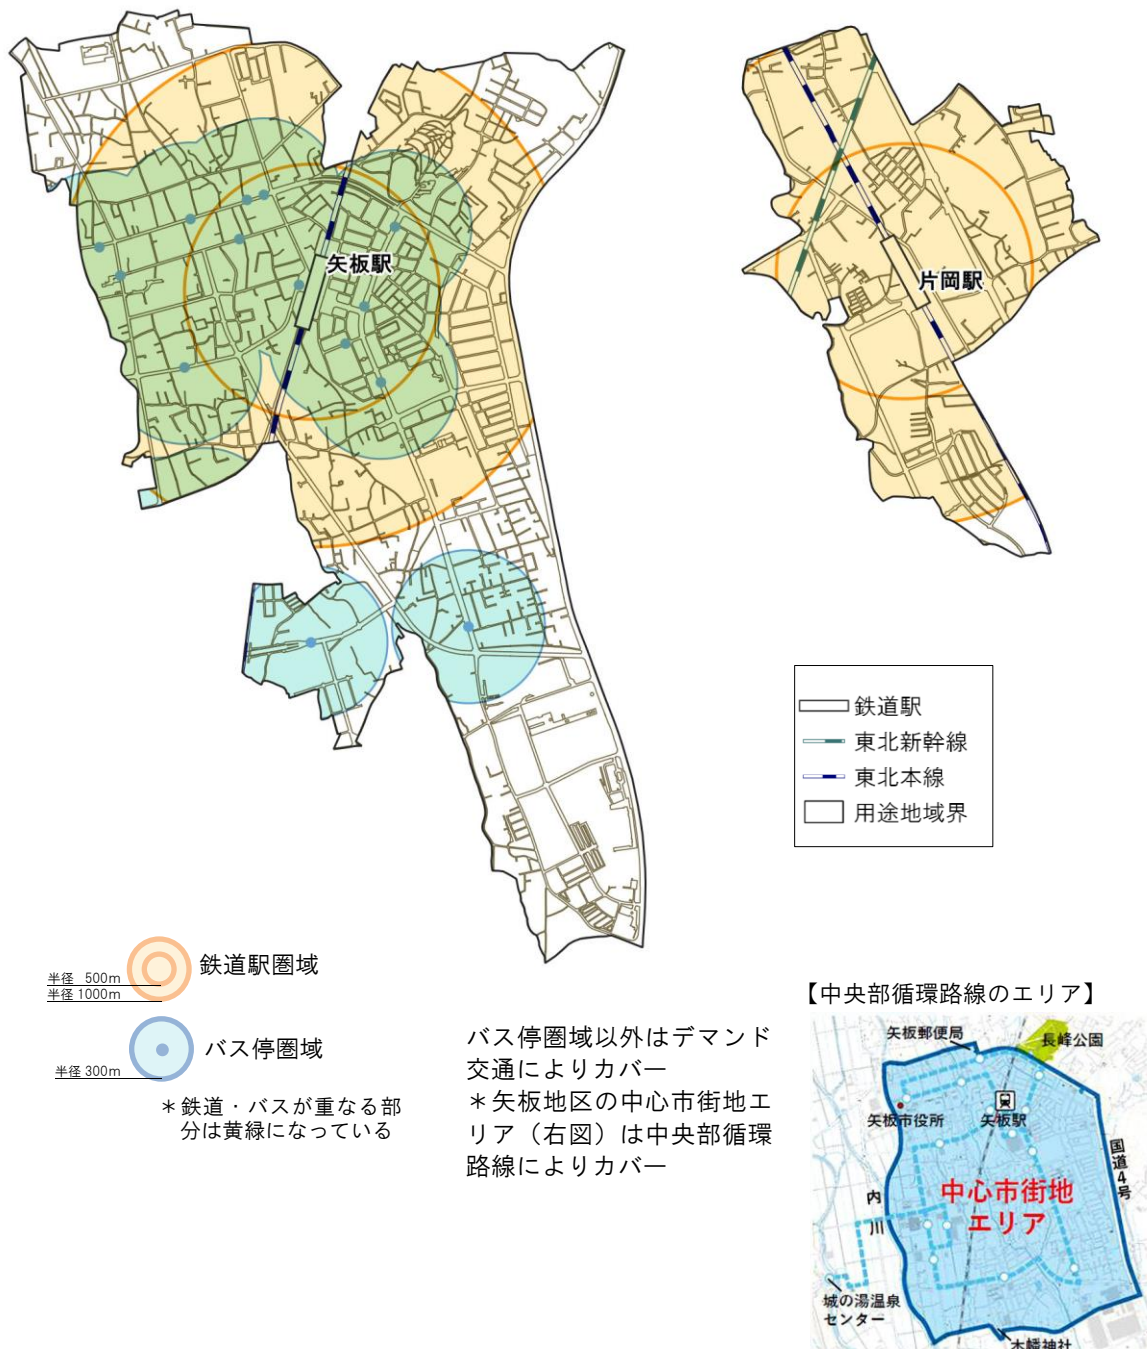 矢板駅
片岡駅
鉄道駅
東北新幹線
東北本線
用途地域界
鉄道駅圏域
半径 500m
半径 1000m
バス停圏域
半径 300m
＊鉄道・バスが重なる部
分は黄緑になっている
バス停圏域以外はデマンド
交通によりカバー
＊矢板地区の中心市街地エ
リア（右図）は中央部循環
路線によりカバー
【中央部循環路線のエリア】
矢板郵便局
長峰公園
矢板市役所
矢板駅
国道4号
中心市街地
エリア
内川
城の湯温泉
センター
木幡神社